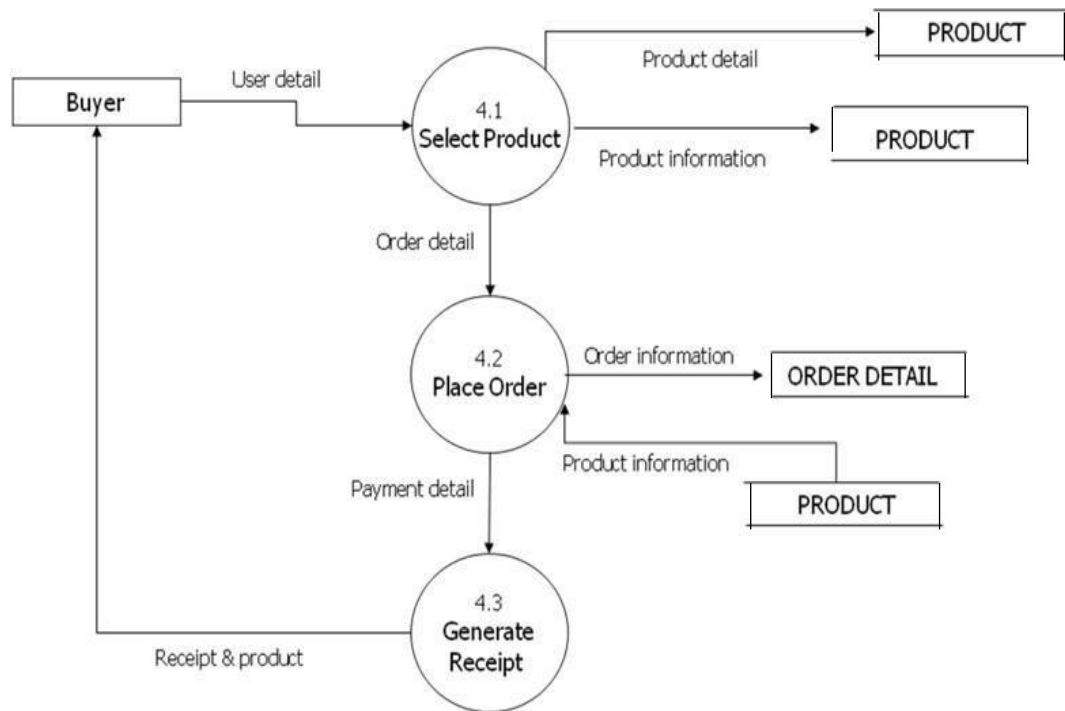 PRODUCT
Product detail
User detail
Buyer
4.1
Select Product
PRODUCT
Product information
Order detail
4.2
Place Order
Order information
ORDER DETAIL
Product information
Payment detail
PRODUCT
4.3
Generate
Receipt
Receipt & product